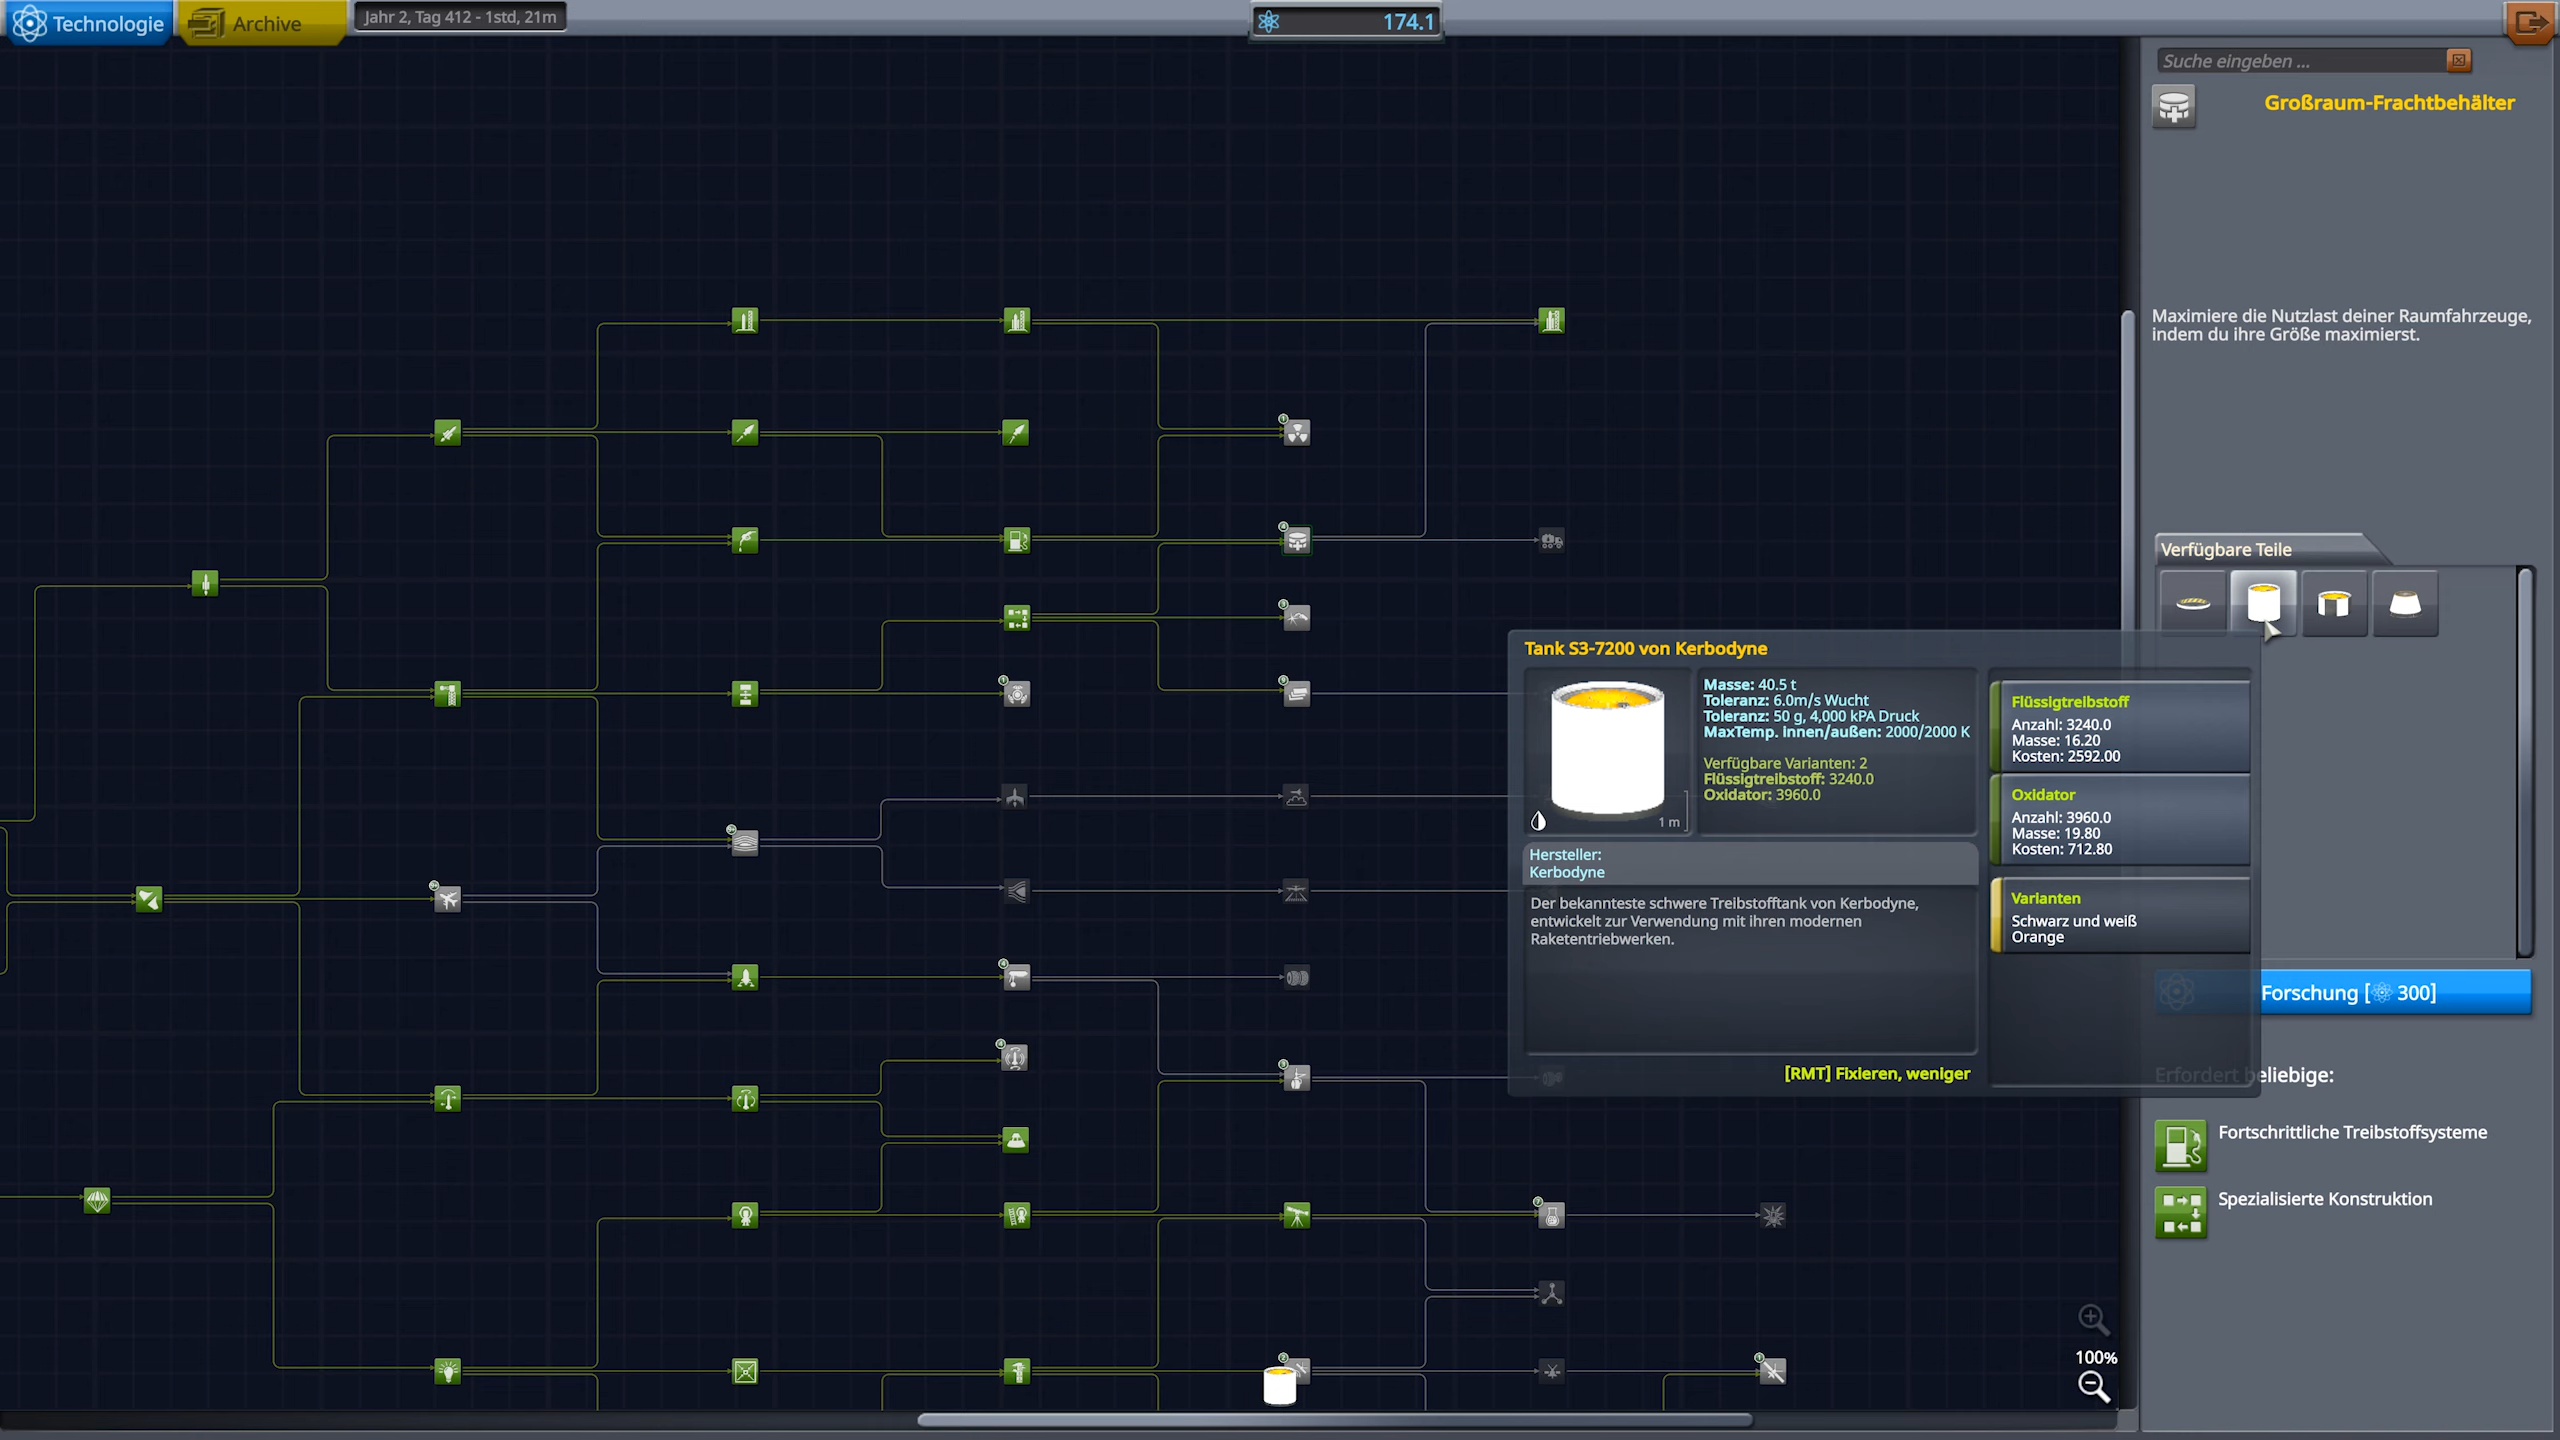 Technologie
Archive
Jahr 2, Tag 412 - 1std, 21m
174.1
Suche eingeben ...
Großraum-Frachtbehälter
Maximiere die Nutzlast deiner Raumfahrzeuge,
indem du ihre Größe maximierst.
Verfügbare Teile
Tank S3-7200 von Kerbodyne
Masse: 40.5 t
Toleranz: 6.0m/s Wucht
Toleranz: 50 g, 4,000 kPA Druck
MaxTemp. innen/außen: 2000/2000 K
Verfügbare Varianten: 2
Flüssigtreibstoff: 3240.0
Oxidator: 3960.0
1 m
Hersteller:
Kerbodyne
Der bekannteste schwere Treibstofftank von Kerbodyne,
entwickelt zur Verwendung mit ihren modernen
Raketentriebwerken.
[RMT] Fixieren, weniger
Flüssigtreibstoff
Anzahl: 3240.0
Masse: 16.20
Kosten: 2592.00
Oxidator
Anzahl: 3960.0
Masse: 19.80
Kosten: 712.80
Varianten
Schwarz und weiß
Orange
Forschung [300]
Erfordert beliebige:
Fortschrittliche Treibstoffsysteme
Spezialisierte Konstruktion
100%